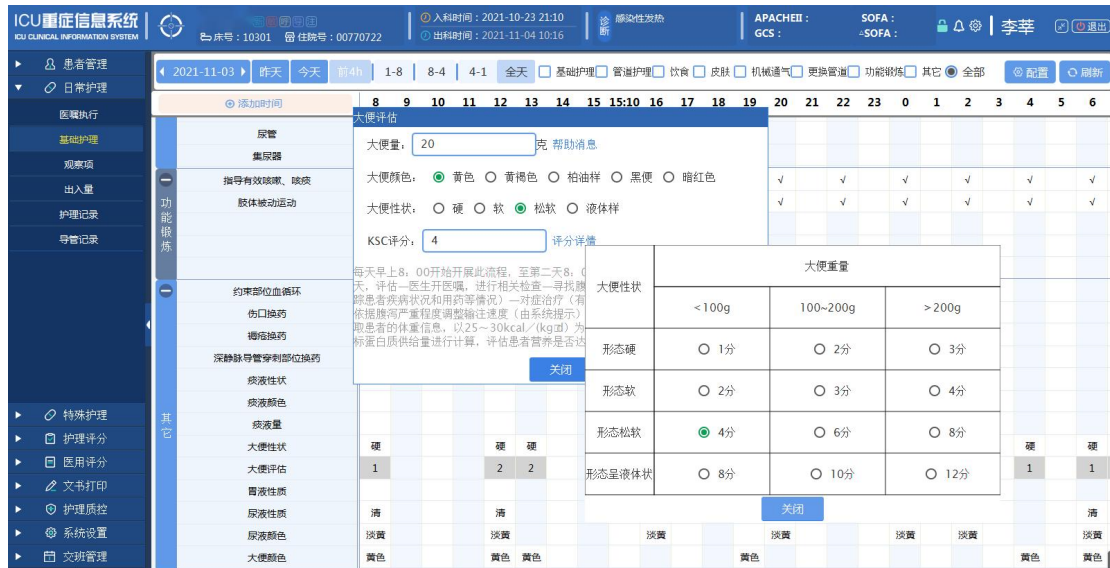 ICU重症信息系统
ICU CLINICAL INFORMATION SYSTEM
床号：10301 住院号：00770722
入科时间：2021-10-23 21:10
出科时间：2021-11-04 10:16
诊断 感染性发热
APACHEII： SOFA：
GCS： △SOFA：
李莘 退出
患者管理
日常护理
医嘱执行
基础护理
观察项
出入量
护理记录
导管记录
特殊护理
护理评分
医用评分
文书打印
护理质控
系统设置
交班管理
2021-11-03 昨天 今天 前4h 1-8 8-4 4-1 全天 基础护理 管道护理 饮食 皮肤 机械通气 更换管道 功能锻炼 其它 全部 配置 刷新
添加时间 8 9 10 11 12 13 14 15 15:10 16 17 18 19 20 21 22 23 0 1 2 3 4 5 6
尿管
集尿器
功能锻炼
指导有效咳嗽、咳痰 √ √ √ √ √ √
肢体被动运动 √ √ √ √ √ √
其它
约束部位血循环
伤口换药
褥疮换药
深静脉导管穿刺部位换药
痰液性状
痰液颜色
痰液量
大便性状 硬 硬 硬 硬 硬
大便评估 1 2 2 1 1
胃液性质
尿液性质 清 清 清
尿液颜色 淡黄 淡黄 淡黄 淡黄 淡黄 淡黄 淡黄
大便颜色 黄色 黄色 黄色 黄色 黄色 黄色
大便评估
大便量： 20 克 帮助消息
大便颜色： 黄色 黄褐色 柏油样 黑便 暗红色
大便性状： 硬 软 松软 液体样
KSC评分： 4 评分详情
每天早上8：00开始开展此流程，至第二天8：0
天，评估—医生开医嘱，进行相关检查—寻找腹
踪患者疾病状况和用药等情况）—对症治疗（有
依据腹泻严重程度调整输注速度（由系统提示）
取患者的体重信息，以25～30kcal／（kg
标蛋白质供给量进行计算，评估患者营养是否达
关闭
大便性状 大便重量
<100g 100~200g >200g
形态硬 1分 2分 3分
形态软 2分 3分 4分
形态松软 4分 6分 8分
形态呈液体状 8分 10分 12分
关闭